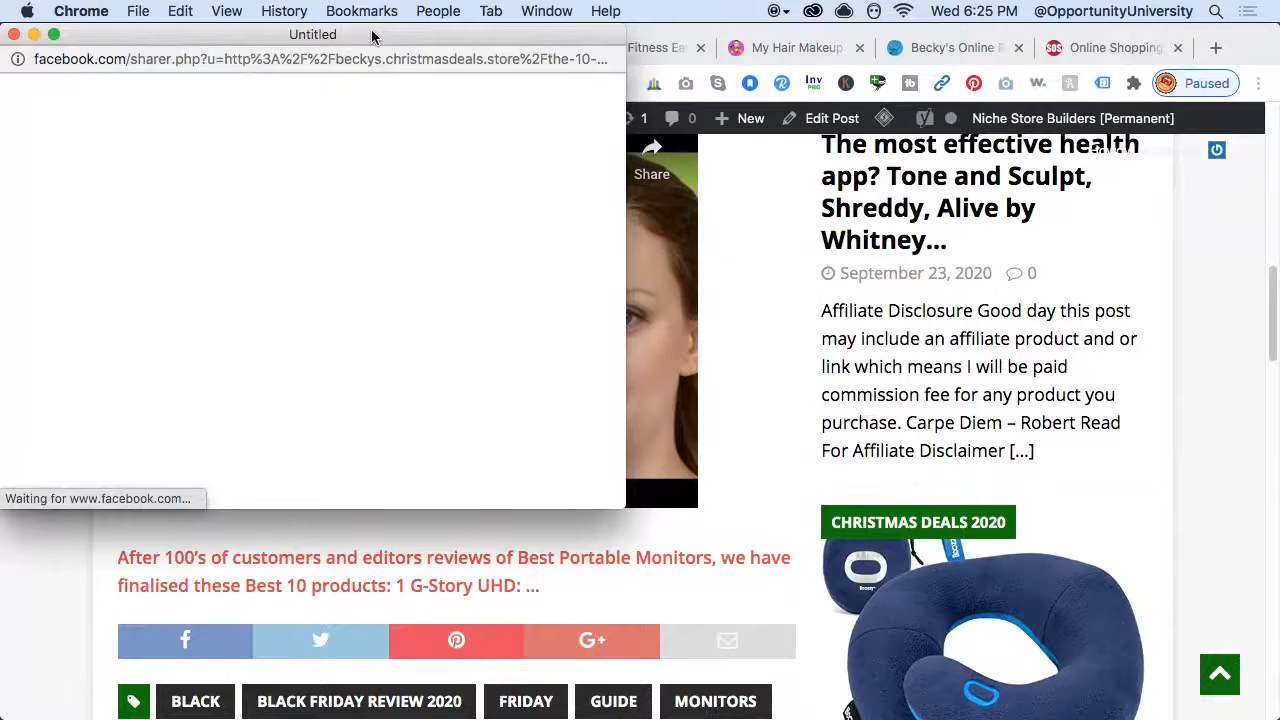 Chrome File Edit View History Bookmarks People Tab Window Help Wed 6:25 PM @OpportunityUniversity
Untitled
facebook.com/sharer.php?u=http%3A%2F%2Fbeckys.christmasdeals.store%2Fthe-10-...
Fitness Ea
My Hair Makeup
Becky's Online
SOS Online Shopping
Inv PRO
K
tb
w.
Paused
1 0 New Edit Post Niche Store Builders [Permanent]
Share
The most effective health
app? Tone and Sculpt,
Shreddy, Alive by
Whitney...
September 23, 2020 0
Affiliate Disclosure Good day this post
may include an affiliate product and or
link which means I will be paid
commission fee for any product you
purchase. Carpe Diem – Robert Read
For Affiliate Disclaimer [...]
Waiting for www.facebook.com...
CHRISTMAS DEALS 2020
After 100's of customers and editors reviews of Best Portable Monitors, we have
finalised these Best 10 products: 1 G-Story UHD: ...
f G+
BLACK BLACK FRIDAY REVIEW 2020 FRIDAY GUIDE MONITORS